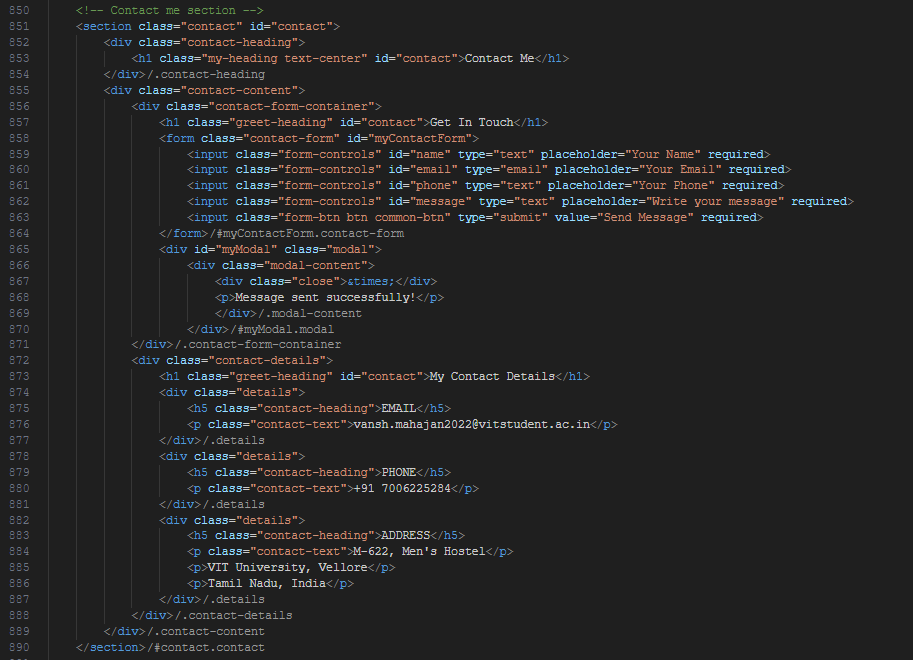 850 <!-- Contact me section -->
851 <section class="contact" id="contact">
852 <div class="contact-heading">
853 <h1 class="my-heading text-center" id="contact">Contact Me</h1>
854 </div>/.contact-heading
855 <div class="contact-content">
856 <div class="contact-form-container">
857 <h1 class="greet-heading" id="contact">Get In Touch</h1>
858 <form class="contact-form" id="myContactForm">
859 <input class="form-controls" id="name" type="text" placeholder="Your Name" required>
860 <input class="form-controls" id="email" type="email" placeholder="Your Email" required>
861 <input class="form-controls" id="phone" type="text" placeholder="Your Phone" required>
862 <input class="form-controls" id="message" type="text" placeholder="Write your message" required>
863 <input class="form-btn btn common-btn" type="submit" value="Send Message" required>
864 </form>/#myContactForm.contact-form
865 <div id="myModal" class="modal">
866 <div class="modal-content">
867 <div class="close">&times;</div>
868 <p>Message sent successfully!</p>
869 </div>/.modal-content
870 </div>/#myModal.modal
871 </div>/.contact-form-container
872 <div class="contact-details">
873 <h1 class="greet-heading" id="contact">My Contact Details</h1>
874 <div class="details">
875 <h5 class="contact-heading">EMAIL</h5>
876 <p class="contact-text">vansh.mahajan2022@vitstudent.ac.in</p>
877 </div>/.details
878 <div class="details">
879 <h5 class="contact-heading">PHONE</h5>
880 <p class="contact-text">+91 7006225284</p>
881 </div>/.details
882 <div class="details">
883 <h5 class="contact-heading">ADDRESS</h5>
884 <p class="contact-text">M-622, Men's Hostel</p>
885 <p>VIT University, Vellore</p>
886 <p>Tamil Nadu, India</p>
887 </div>/.details
888 </div>/.contact-details
889 </div>/.contact-content
890 </section>/#contact.contact